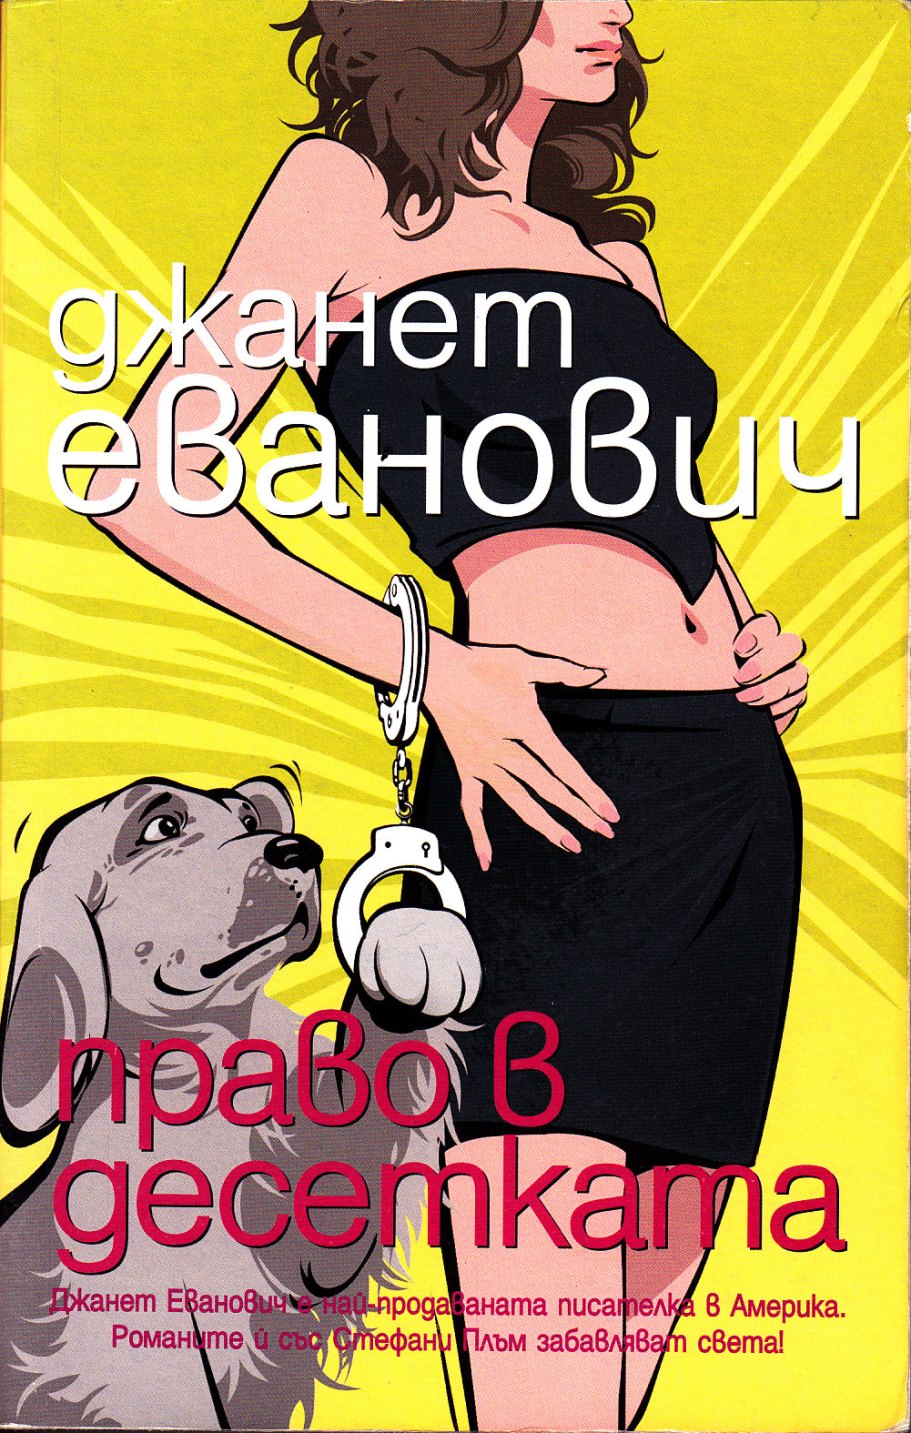 джанет
еванович
право в
десетката
Джанет Еванович е най-продаваната писателка в Америка.
Романите ѝ със Стефани Плъм забавляват света!